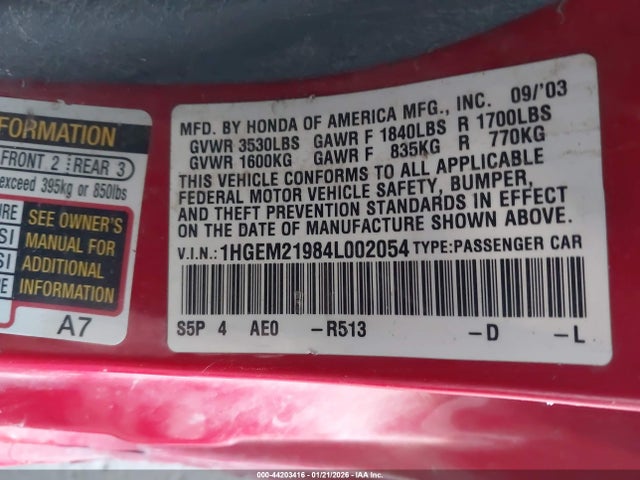 FORMATION
FRONT 2 REAR 3
exceed 395kg or 850lbs
SEE OWNER'S
MANUAL FOR
ADDITIONAL
INFORMATION
A7
MFD. BY HONDA OF AMERICA MFG., INC. 09/'03
GVWR 3530LBS GAWR F 1840LBS R 1700LBS
GVWR 1600KG GAWR F 835KG R 770KG
THIS VEHICLE CONFORMS TO ALL APPLICABLE
FEDERAL MOTOR VEHICLE SAFETY, BUMPER,
AND THEFT PREVENTION STANDARDS IN EFFECT
ON THE DATE OF MANUFACTURE SHOWN ABOVE.
V.I.N.: 1HGEM21984L002054 TYPE: PASSENGER CAR
S5P 4 AE0 -R513 -D -L
000-44203416 - 01/21/2026 - IAA Inc.